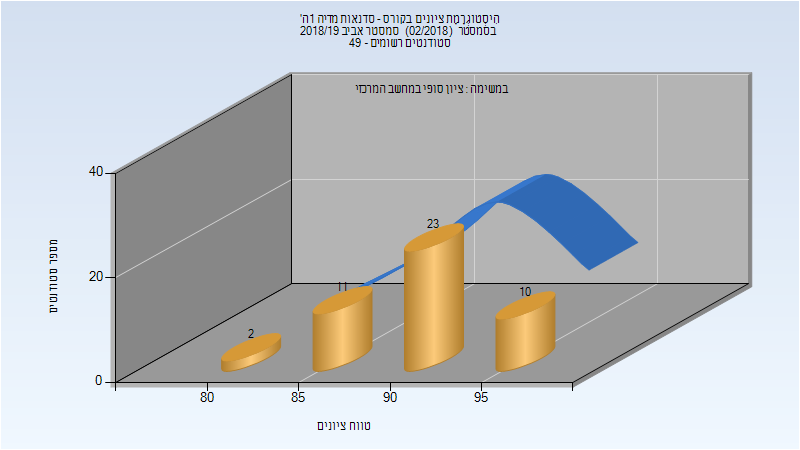 היסטוגרמת ציונים בקורס - סדנאות מדיה 1ה'
בסמסטר (02/2018) סמסטר אביב 2018/19
סטודנטים רשומים - 49
במשימה : ציון סופי במחשב המרכזי
מספר סטודנטים
40
20
0
2
11
23
10
80
85
90
95
טווח ציונים